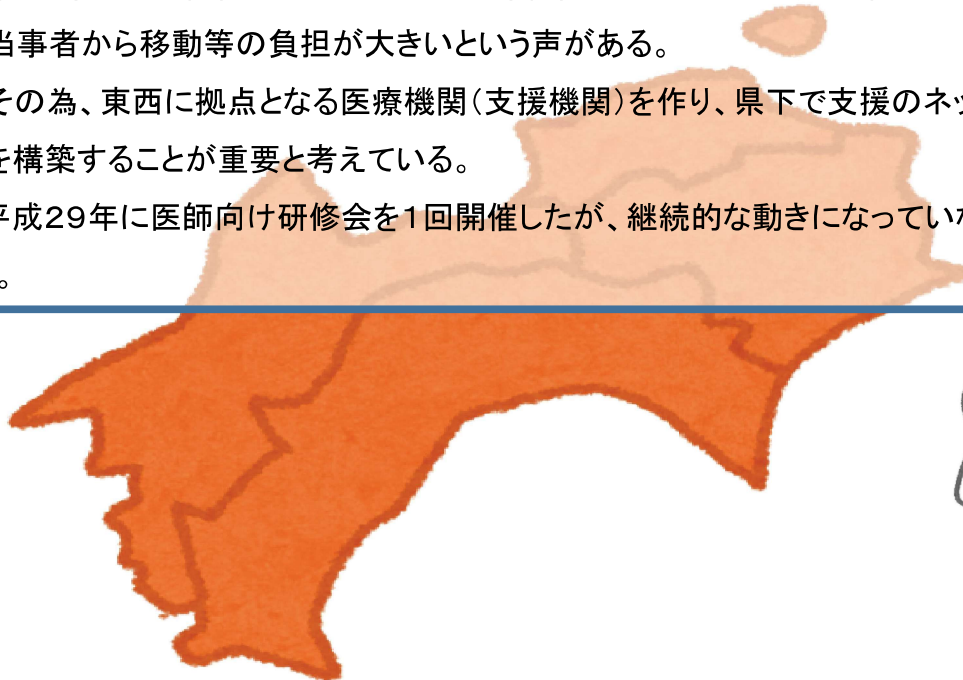 当事者から移動等の負担が大きいという声がある。
その為、東西に拠点となる医療機関（支援機関）を作り、県下で支援のネッ
を構築することが重要と考えている。
平成２９年に医師向け研修会を１回開催したが、継続的な動きになっていな
。